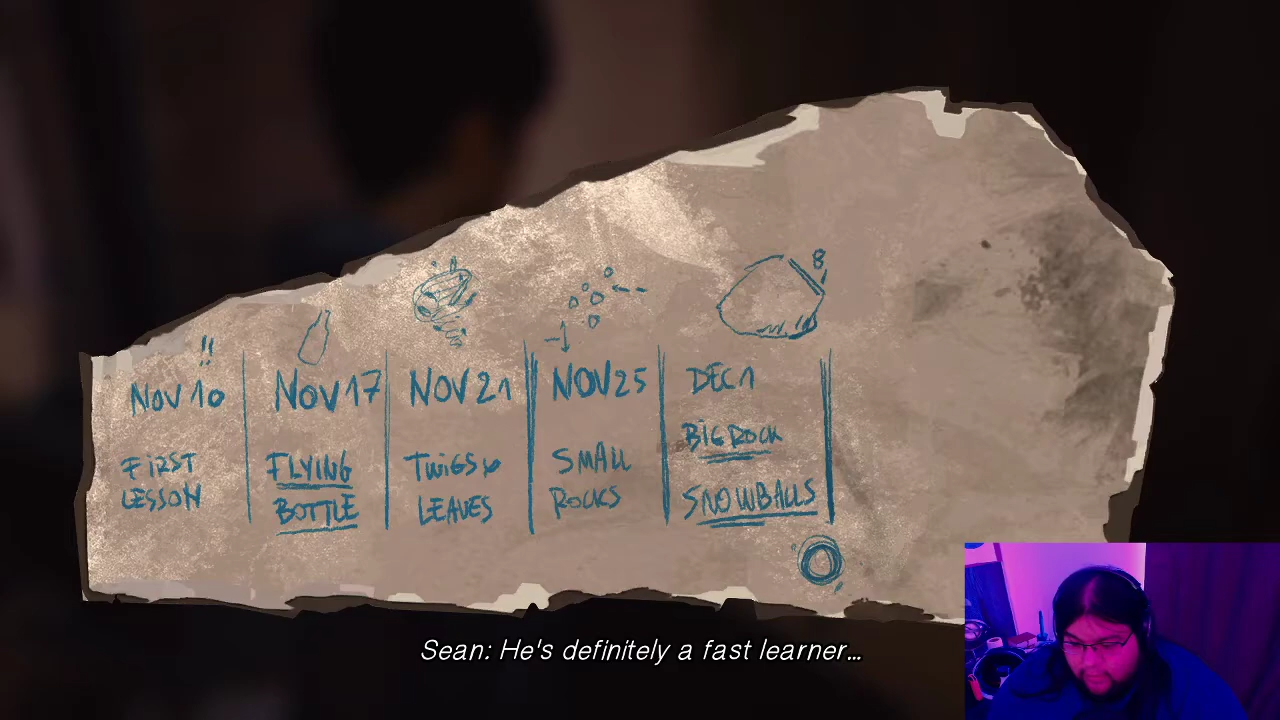 !!
8
NOV 10
NOV 17
NOV 21
NOV 25
DEC 1
FIRST
LESSON
FLYING
BOTTLE
TWIGS &
LEAVES
SMALL
ROCKS
BIG ROCK
SNOWBALLS
Sean: He's definitely a fast learner...